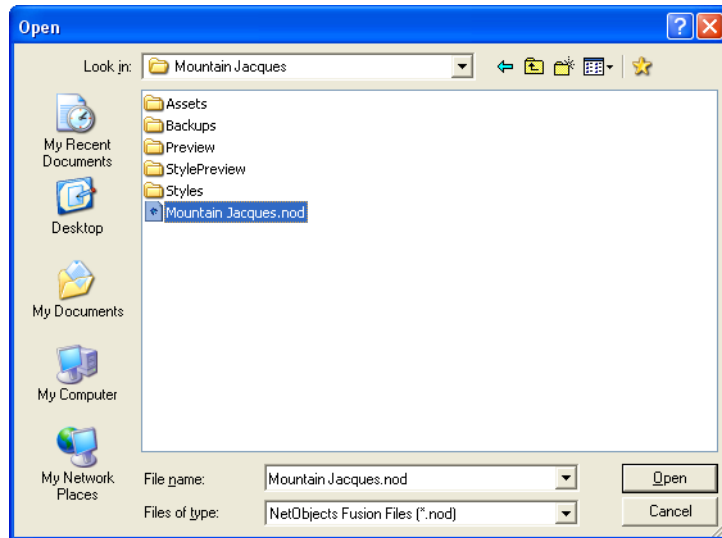 Open
Look in: Mountain Jacques
My Recent
Documents
Desktop
My Documents
My Computer
My Network
Places
Assets
Backups
Preview
StylePreview
Styles
Mountain Jacques.nod
File name: Mountain Jacques.nod Open
Files of type: NetObjects Fusion Files (*.nod) Cancel